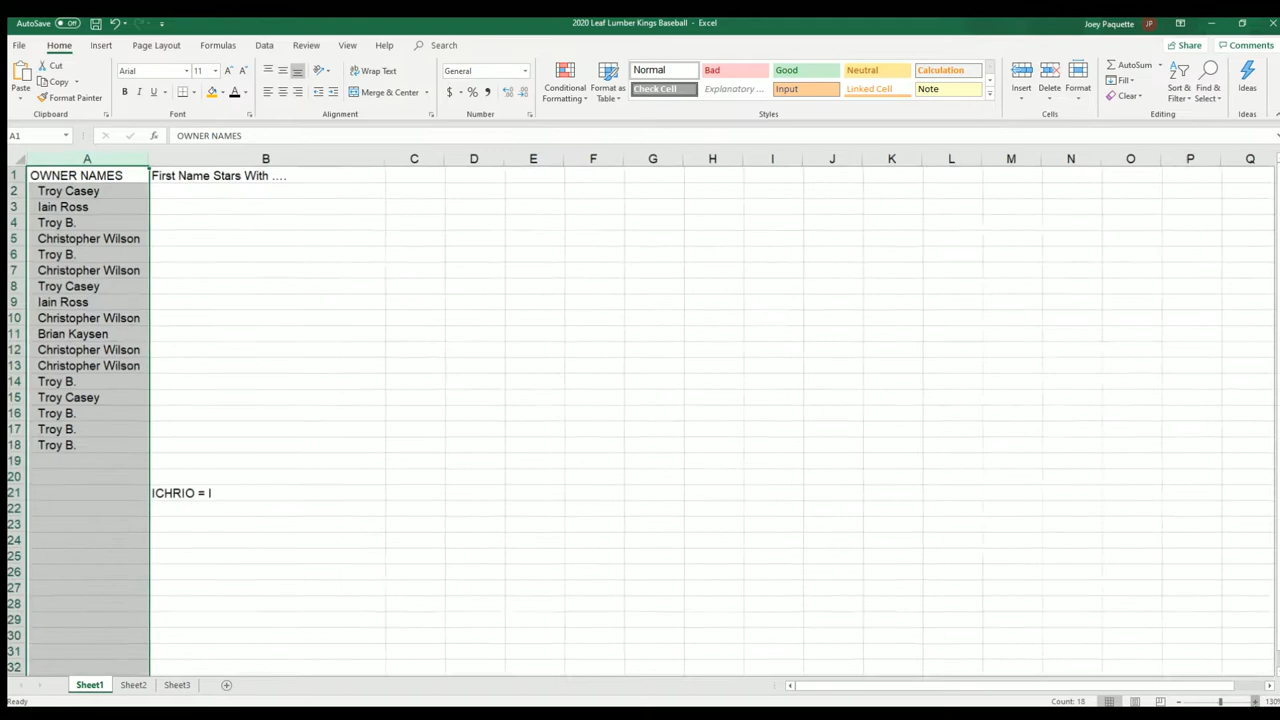 AutoSave Off 2020 Leaf Lumber Kings Baseball - Excel Joey Paquette JP
File Home Insert Page Layout Formulas Data Review View Help Search Share Comments
Paste Cut Copy Format Painter Clipboard
Arial 11 B I U A Font
Wrap Text Merge & Center Alignment
General $ % , Number
Conditional Formatting Format as Table Normal Bad Good Neutral Calculation
Check Cell Explanatory ... Input Linked Cell Note Styles
Insert Delete Format Cells
AutoSum Fill Clear Sort & Filter Find & Select Editing
Ideas Ideas
A1 fx OWNER NAMES
A B C D E F G H I J K L M N O P Q
1 OWNER NAMES First Name Stars With ....
2 Troy Casey
3 Iain Ross
4 Troy B.
5 Christopher Wilson
6 Troy B.
7 Christopher Wilson
8 Troy Casey
9 Iain Ross
10 Christopher Wilson
11 Brian Kaysen
12 Christopher Wilson
13 Christopher Wilson
14 Troy B.
15 Troy Casey
16 Troy B.
17 Troy B.
18 Troy B.
19
20
21 ICHRIO = I
22
23
24
25
26
27
28
29
30
31
32
Sheet1 Sheet2 Sheet3
Ready Count: 18 130%